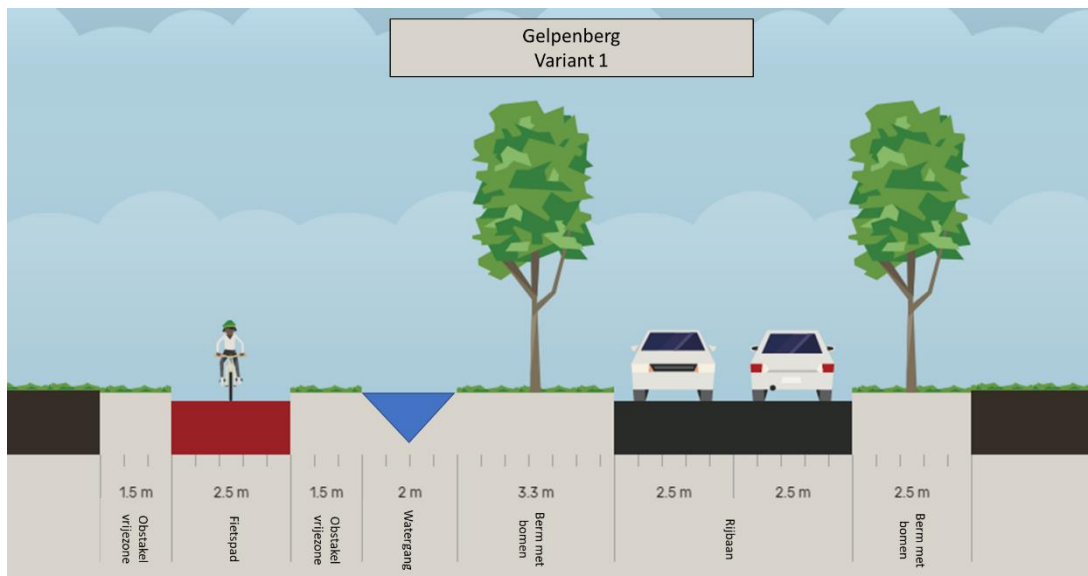 Gelpenberg
Variant 1
1.5 m
2.5 m
1.5 m
2 m
3.3 m
2.5 m
2.5 m
2.5 m
Obstakel
vrijezone
Fietspad
Obstakel
vrijezone
Watergang
Berm met
bomen
Rijbaan
Berm met
bomen